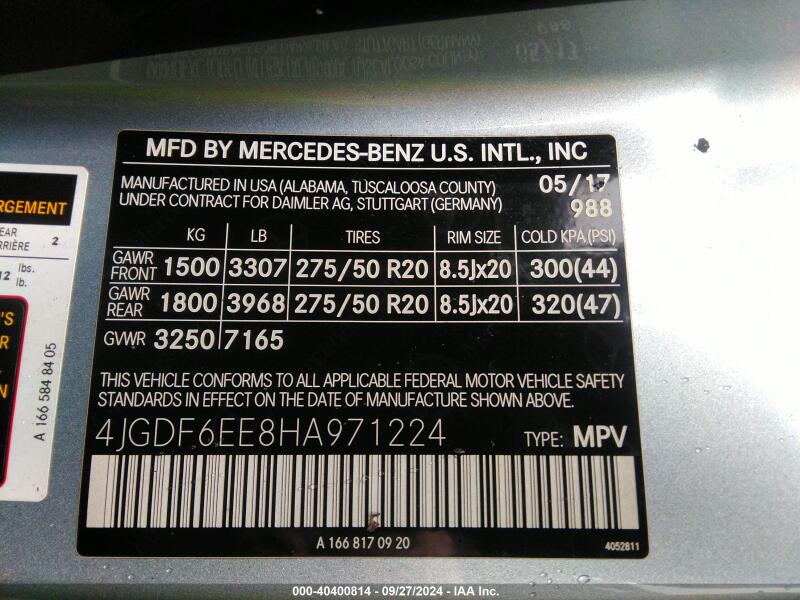 MFD BY MERCEDES-BENZ U.S. INTL., INC
MANUFACTURED IN USA (ALABAMA, TUSCALOOSA COUNTY) 05/17
UNDER CONTRACT FOR DAIMLER AG, STUTTGART (GERMANY) 988
KG LB TIRES RIM SIZE COLD KPA(PSI)
GAWR FRONT 1500 3307 275/50 R20 8.5Jx20 300(44)
GAWR REAR 1800 3968 275/50 R20 8.5Jx20 320(47)
GVWR 3250 7165
THIS VEHICLE CONFORMS TO ALL APPLICABLE FEDERAL MOTOR VEHICLE SAFETY
STANDARDS IN EFFECT ON THE DATE OF MANUFACTURE SHOWN ABOVE.
4JGDF6EE8HA971224 TYPE: MPV
A 166 817 09 20 4052811
RGEMENT
EAR
RRIÈRE 2
12 lbs.
lb.
'S
R
N
A 166 584 84 05
000-40400814 - 09/27/2024 - IAA Inc.